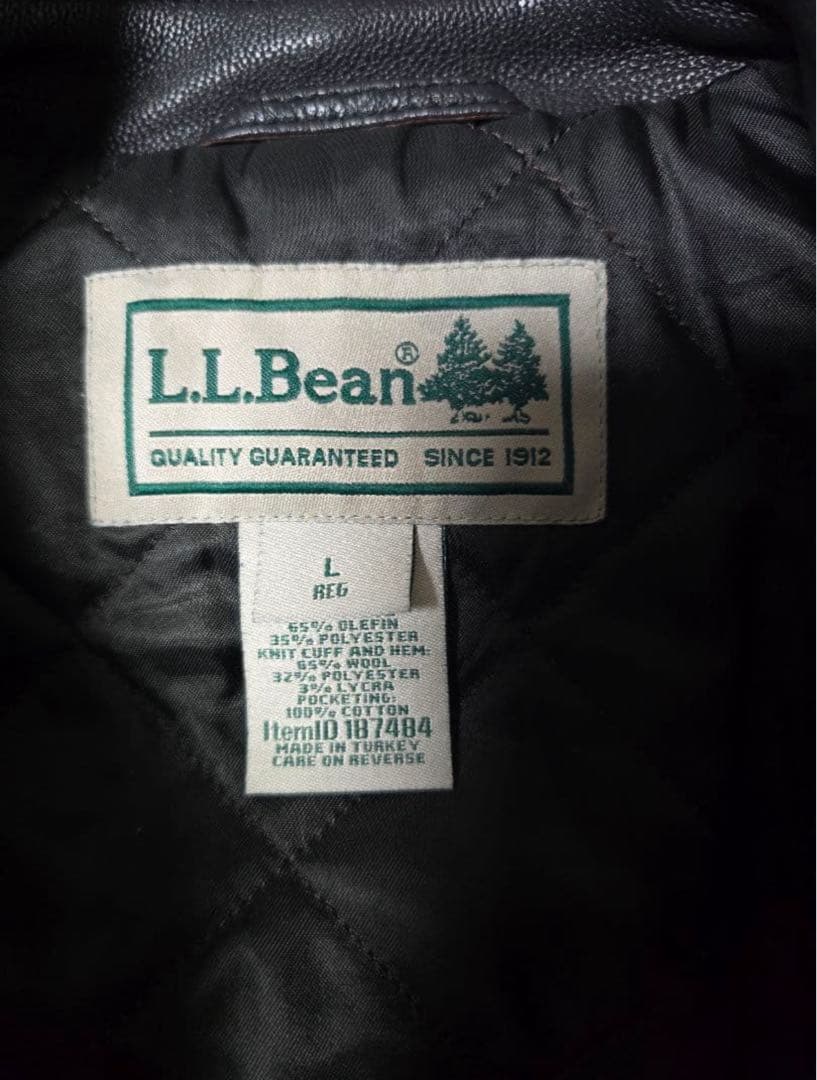 L.L.Bean®
QUALITY GUARANTEED SINCE 1912
L
REG
65% OLEFIN
35% POLYESTER
KNIT CUFF AND HEM:
65% WOOL
32% POLYESTER
3% LYCRA
POCKETING:
100% COTTON
ItemID 187484
MADE IN TURKEY
CARE ON REVERSE